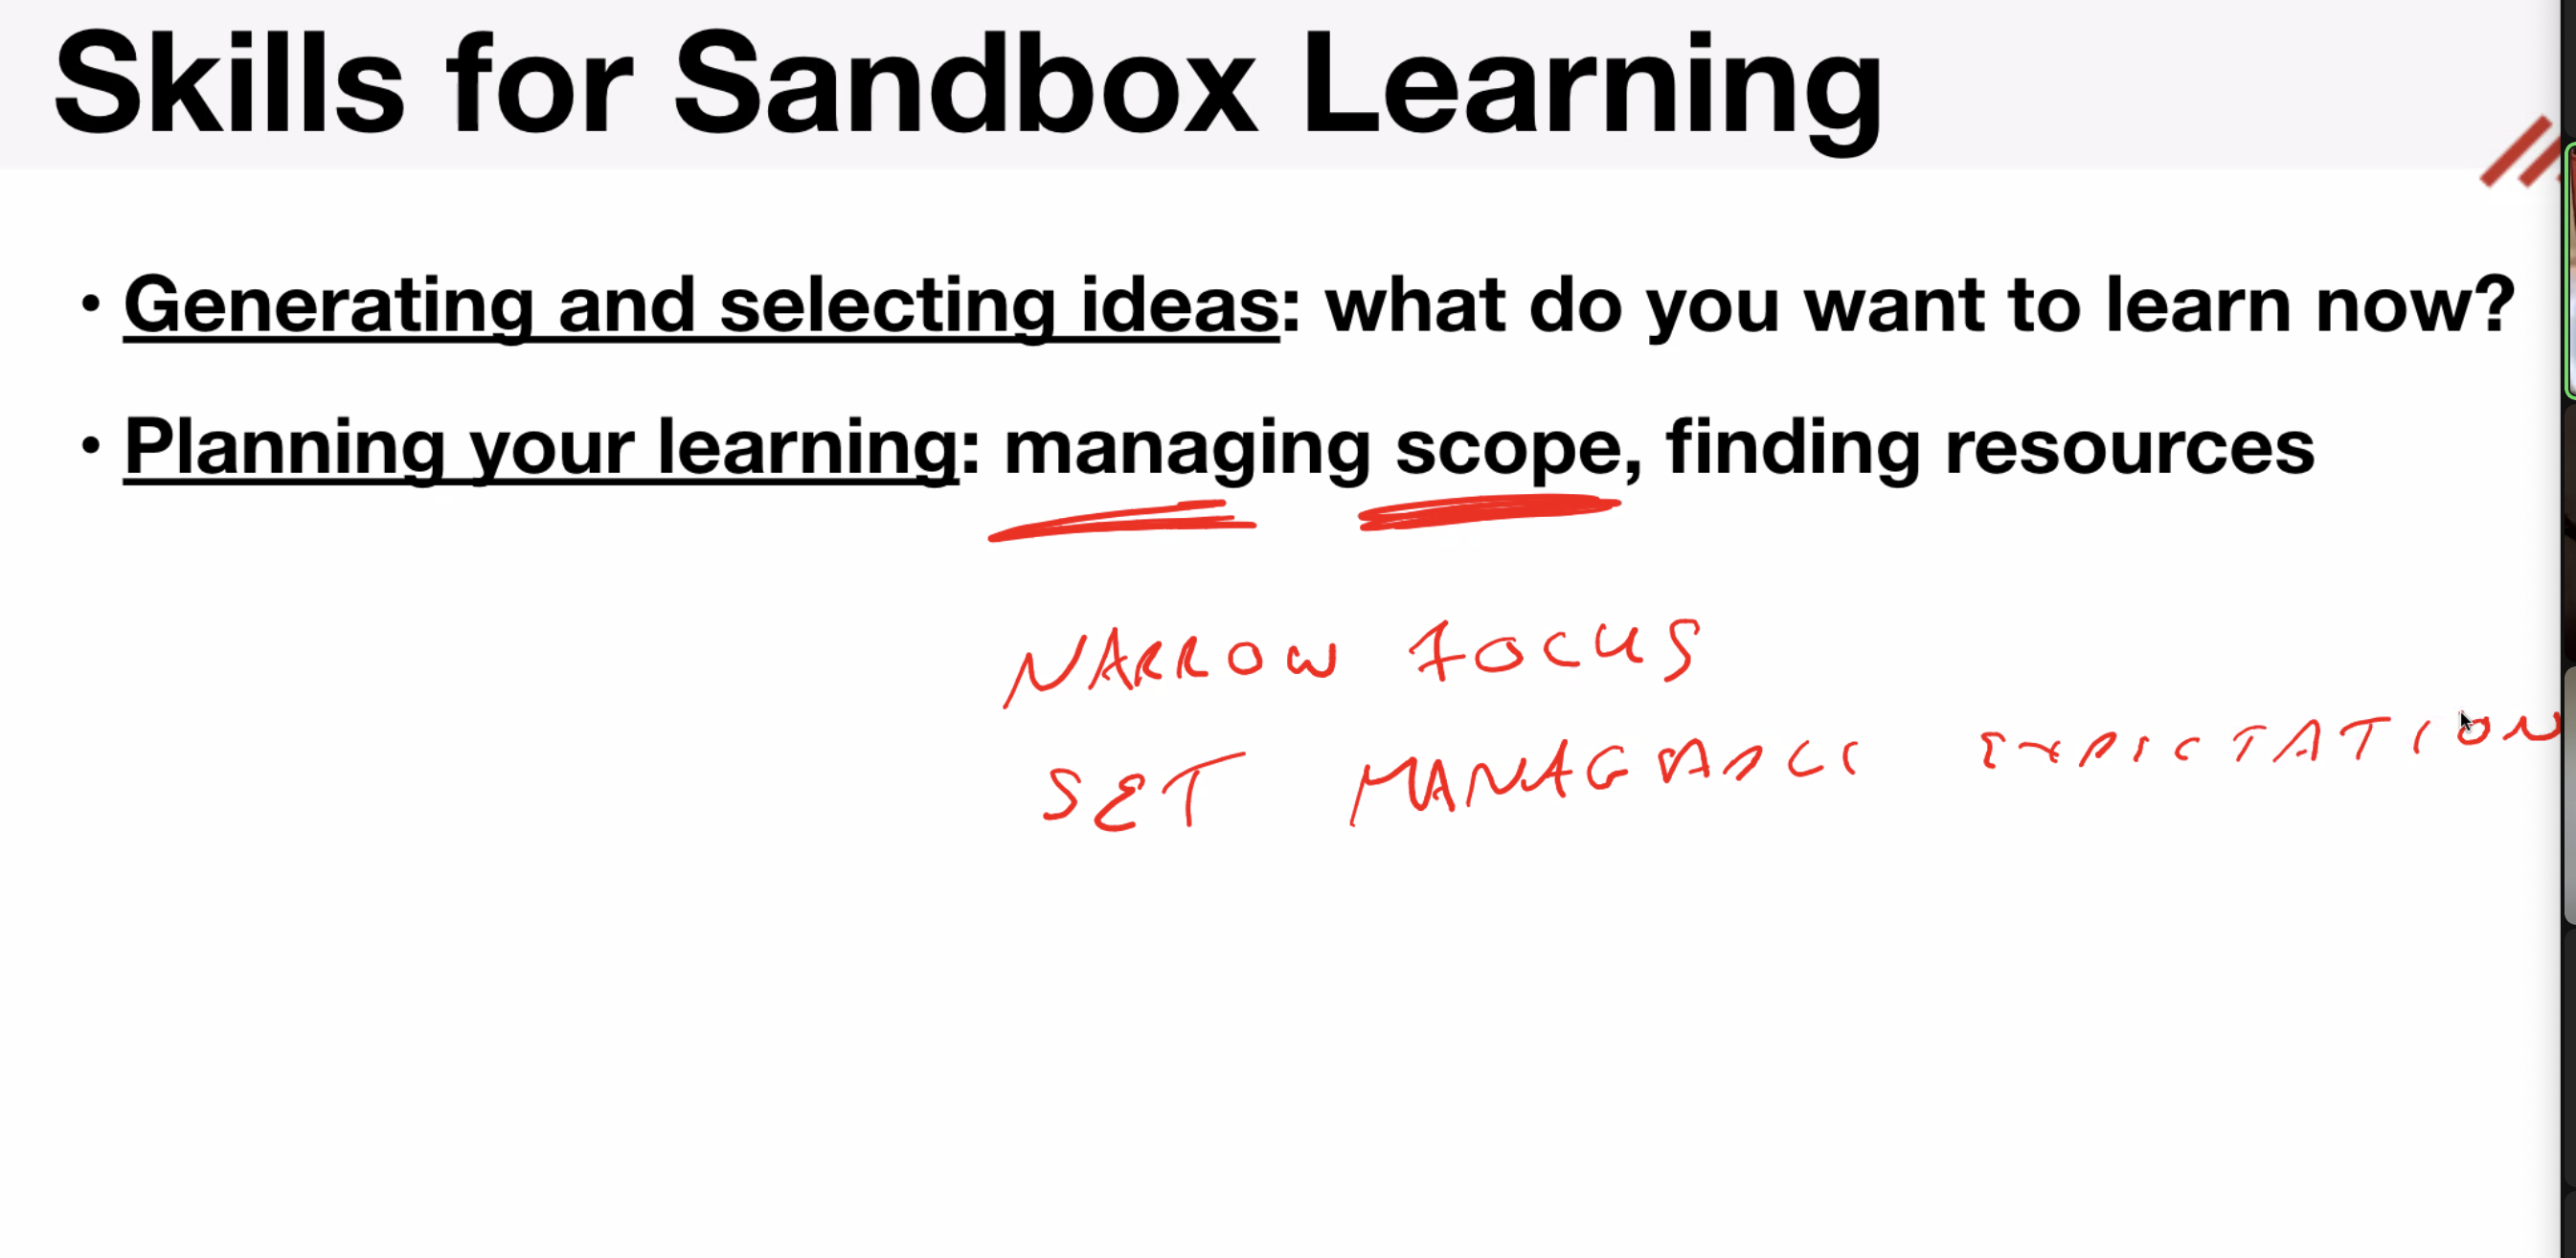 Skills for Sandbox Learning
• Generating and selecting ideas: what do you want to learn now?
• Planning your learning: managing scope, finding resources
NARROW FOCUS
SET MANAGEABLE EXPECTATION